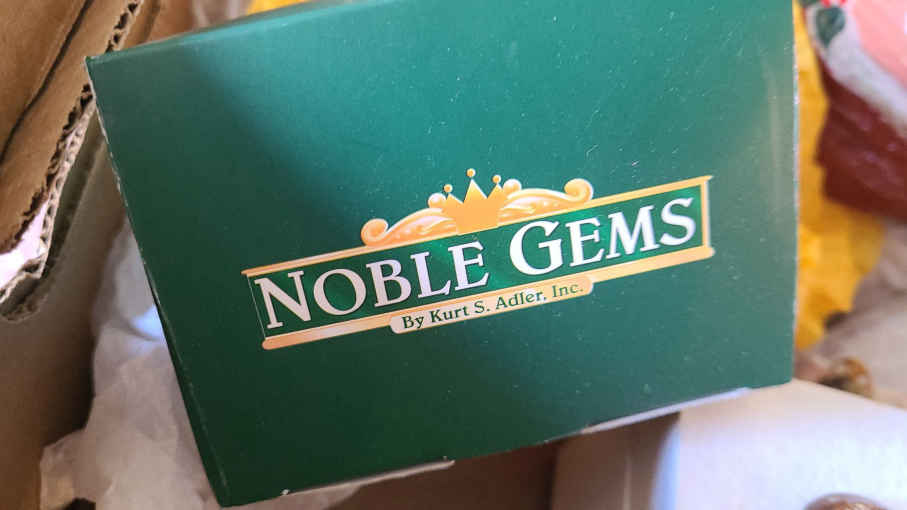 NOBLE GEMS
By Kurt S. Adler, Inc.